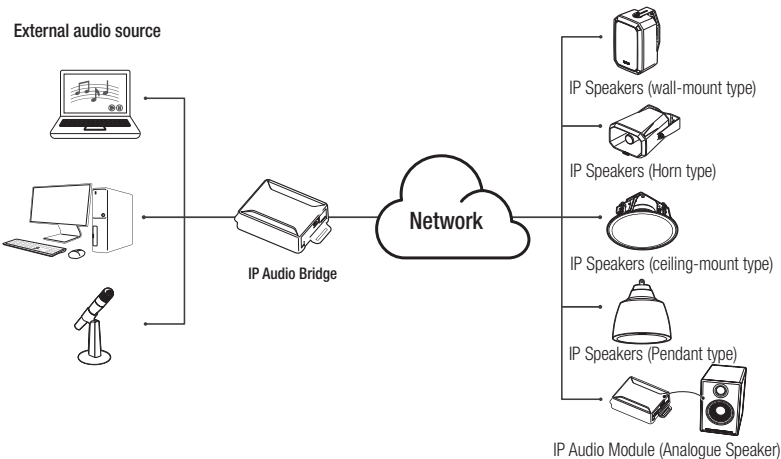 External audio source
IP Audio Bridge
Network
IP Speakers (wall-mount type)
IP Speakers (Horn type)
IP Speakers (ceiling-mount type)
IP Speakers (Pendant type)
IP Audio Module (Analogue Speaker)